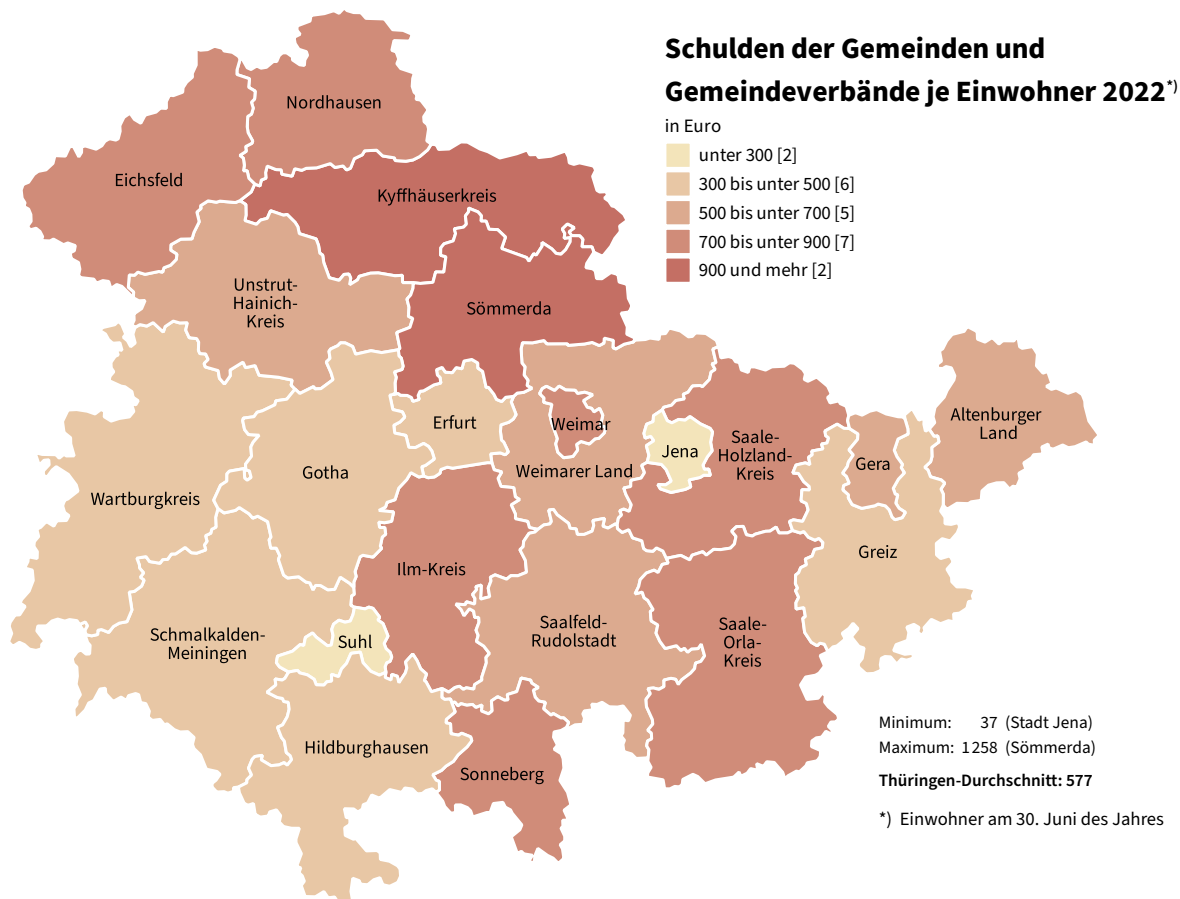 Schulden der Gemeinden und
Gemeindeverbände je Einwohner 2022*)
in Euro
unter 300 [2]
300 bis unter 500 [6]
500 bis unter 700 [5]
700 bis unter 900 [7]
900 und mehr [2]
Nordhausen
Eichsfeld
Kyffhäuserkreis
Unstrut-
Hainich-
Kreis
Sömmerda
Erfurt
Weimar
Jena
Saale-
Holzland-
Kreis
Altenburger
Land
Gera
Gotha
Weimarer Land
Wartburgkreis
Greiz
Ilm-Kreis
Schmalkalden-
Meiningen
Suhl
Saalfeld-
Rudolstadt
Saale-
Orla-
Kreis
Hildburghausen
Sonneberg
Minimum: 37 (Stadt Jena)
Maximum: 1258 (Sömmerda)
Thüringen-Durchschnitt: 577
*) Einwohner am 30. Juni des Jahres